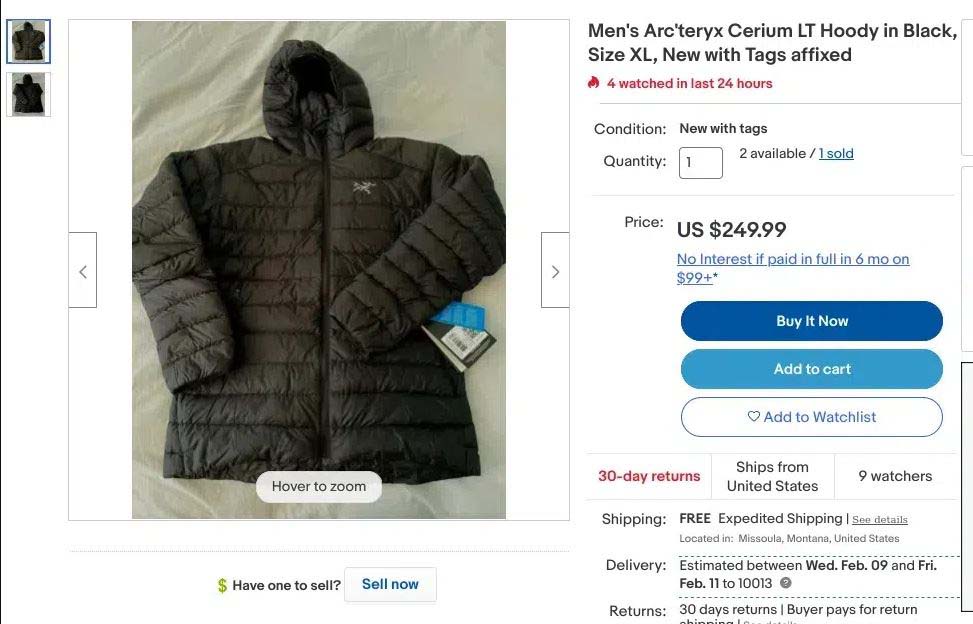 Men's Arc'teryx Cerium LT Hoody in Black,
Size XL, New with Tags affixed
4 watched in last 24 hours
Condition: New with tags
Quantity: 1 2 available / 1 sold
Price: US $249.99
No Interest if paid in full in 6 mo on
$99+*
Buy It Now
Add to cart
Add to Watchlist
30-day returns
Ships from
United States
9 watchers
Shipping: FREE Expedited Shipping | See details
Located in: Missoula, Montana, United States
Delivery: Estimated between Wed. Feb. 09 and Fri.
Feb. 11 to 10013
Returns: 30 days returns | Buyer pays for return
shipping | See details
Hover to zoom
$ Have one to sell? Sell now